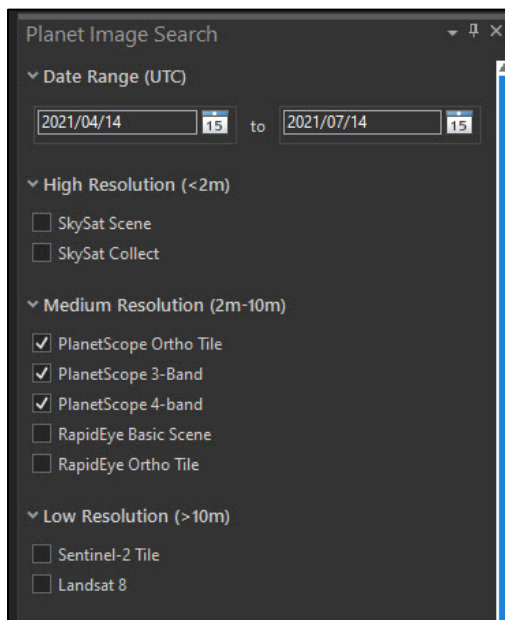 Planet Image Search
Date Range (UTC)
2021/04/14 15 to 2021/07/14 15
High Resolution (<2m)
SkySat Scene
SkySat Collect
Medium Resolution (2m-10m)
PlanetScope Ortho Tile
PlanetScope 3-Band
PlanetScope 4-band
RapidEye Basic Scene
RapidEye Ortho Tile
Low Resolution (>10m)
Sentinel-2 Tile
Landsat 8